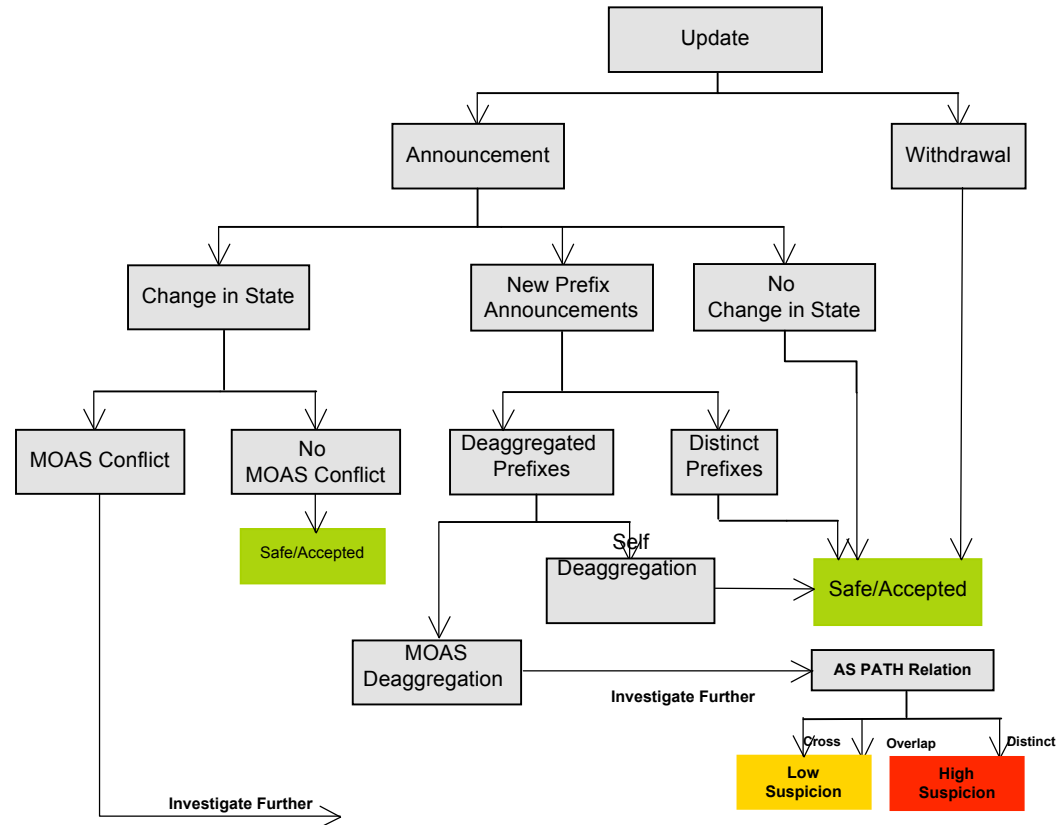 Update
Announcement
Withdrawal
Change in State
New Prefix
Announcements
No
Change in State
MOAS Conflict
No
MOAS Conflict
Deaggregated
Prefixes
Distinct
Prefixes
Safe/Accepted
Self
Deaggregation
Safe/Accepted
MOAS
Deaggregation
Investigate Further
AS PATH Relation
Cross
Overlap
Distinct
Low
Suspicion
High
Suspicion
Investigate Further